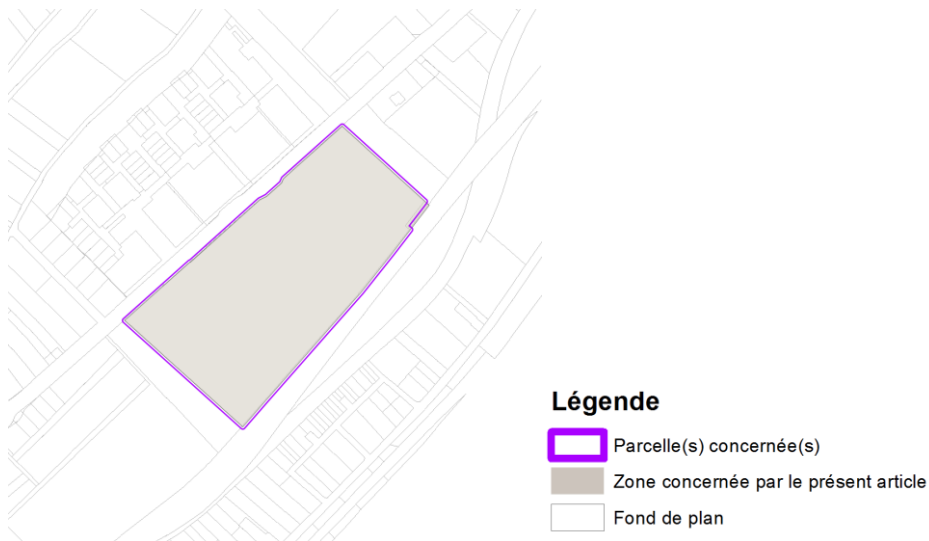 Légende
Parcelle(s) concernée(s)
Zone concernée par le présent article
Fond de plan